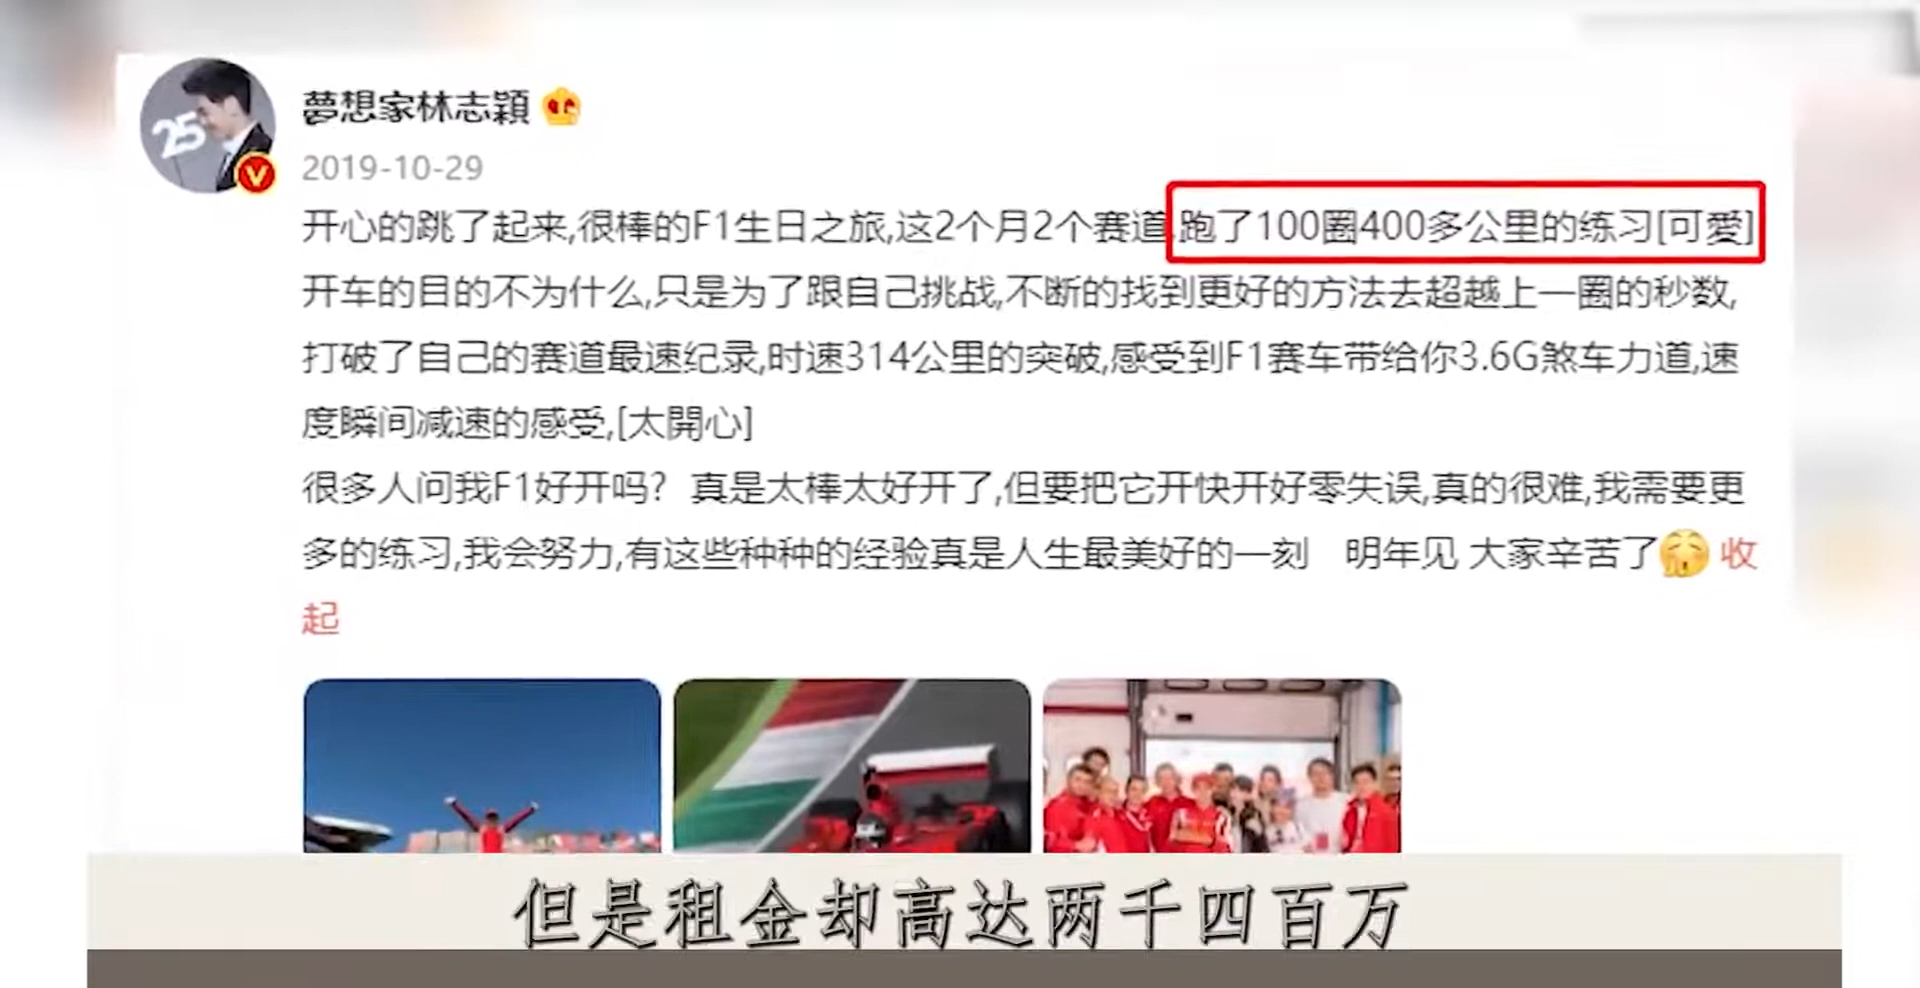 25
夢想家林志穎
V
2019-10-29
开心的跳了起来,很棒的F1生日之旅,这2个月2个赛道,跑了100圈400多公里的练习[可愛]
开车的目的不为什么,只是为了跟自己挑战,不断的找到更好的方法去超越上一圈的秒数,
打破了自己的赛道最速纪录,时速314公里的突破,感受到F1赛车带给你3.6G煞车力道,速
度瞬间减速的感受,[太開心]
很多人问我F1好开吗？真是太棒太好开了,但要把它开快开好零失误,真的很难,我需要更
多的练习,我会努力,有这些种种的经验真是人生最美好的一刻 明年见 大家辛苦了 收
起
但是租金却高达两千四百万